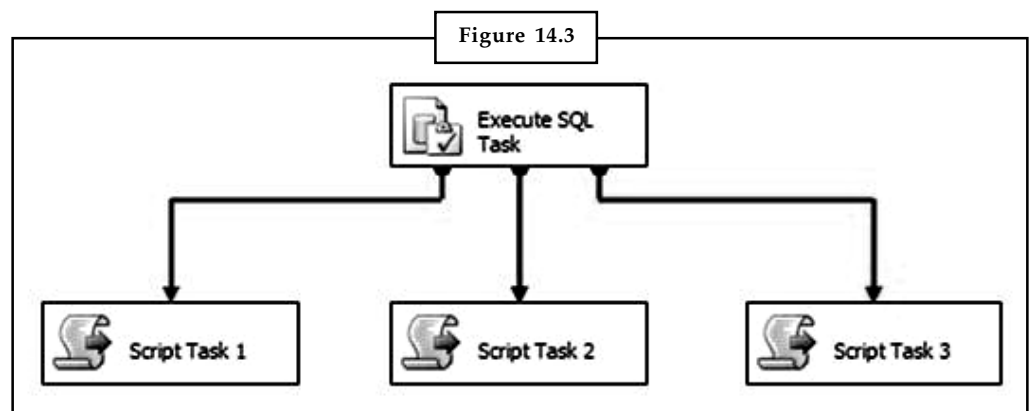 Figure 14.3
Execute SQL
Task
Script Task 1
Script Task 2
Script Task 3